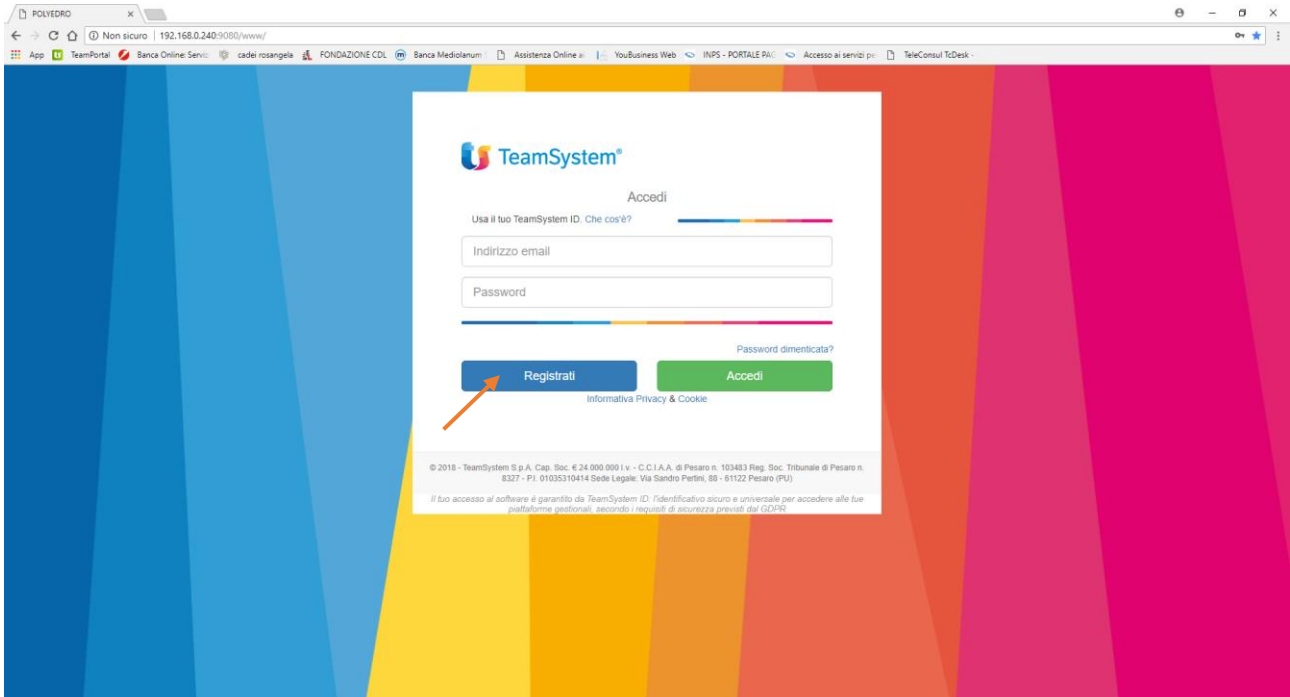 POLYEDRO
Non sicuro | 192.168.0.240:9080/www/
App TeamPortal Banca Online: Serviz cadei rosangela FONDAZIONE CDL Banca Mediolanum Assistenza Online ai YouBusiness Web INPS - PORTALE PAG Accesso ai servizi pe TeleConsul TcDesk -
TeamSystem®
Accedi
Usa il tuo TeamSystem ID. Che cos'è?
Indirizzo email
Password
Password dimenticata?
Registrati Accedi
Informativa Privacy & Cookie
© 2018 - TeamSystem S.p.A. Cap. Soc. € 24.000.000 I.v. - C.C.I.A.A. di Pesaro n. 103483 Reg. Soc. Tribunale di Pesaro n.
8327 - P.I. 01035310414 Sede Legale: Via Sandro Pertini, 88 - 61122 Pesaro (PU)
Il tuo accesso al software è garantito da TeamSystem ID: l'identificativo sicuro e universale per accedere alle tue
piattaforme gestionali, secondo i requisiti di sicurezza previsti dal GDPR